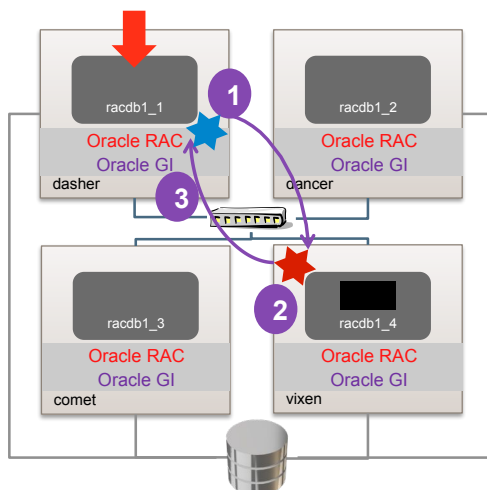 racdb1_1
Oracle RAC
Oracle GI
dasher
1
racdb1_2
Oracle RAC
Oracle GI
dancer
3
racdb1_3
Oracle RAC
Oracle GI
comet
2
racdb1_4
Oracle RAC
Oracle GI
vixen